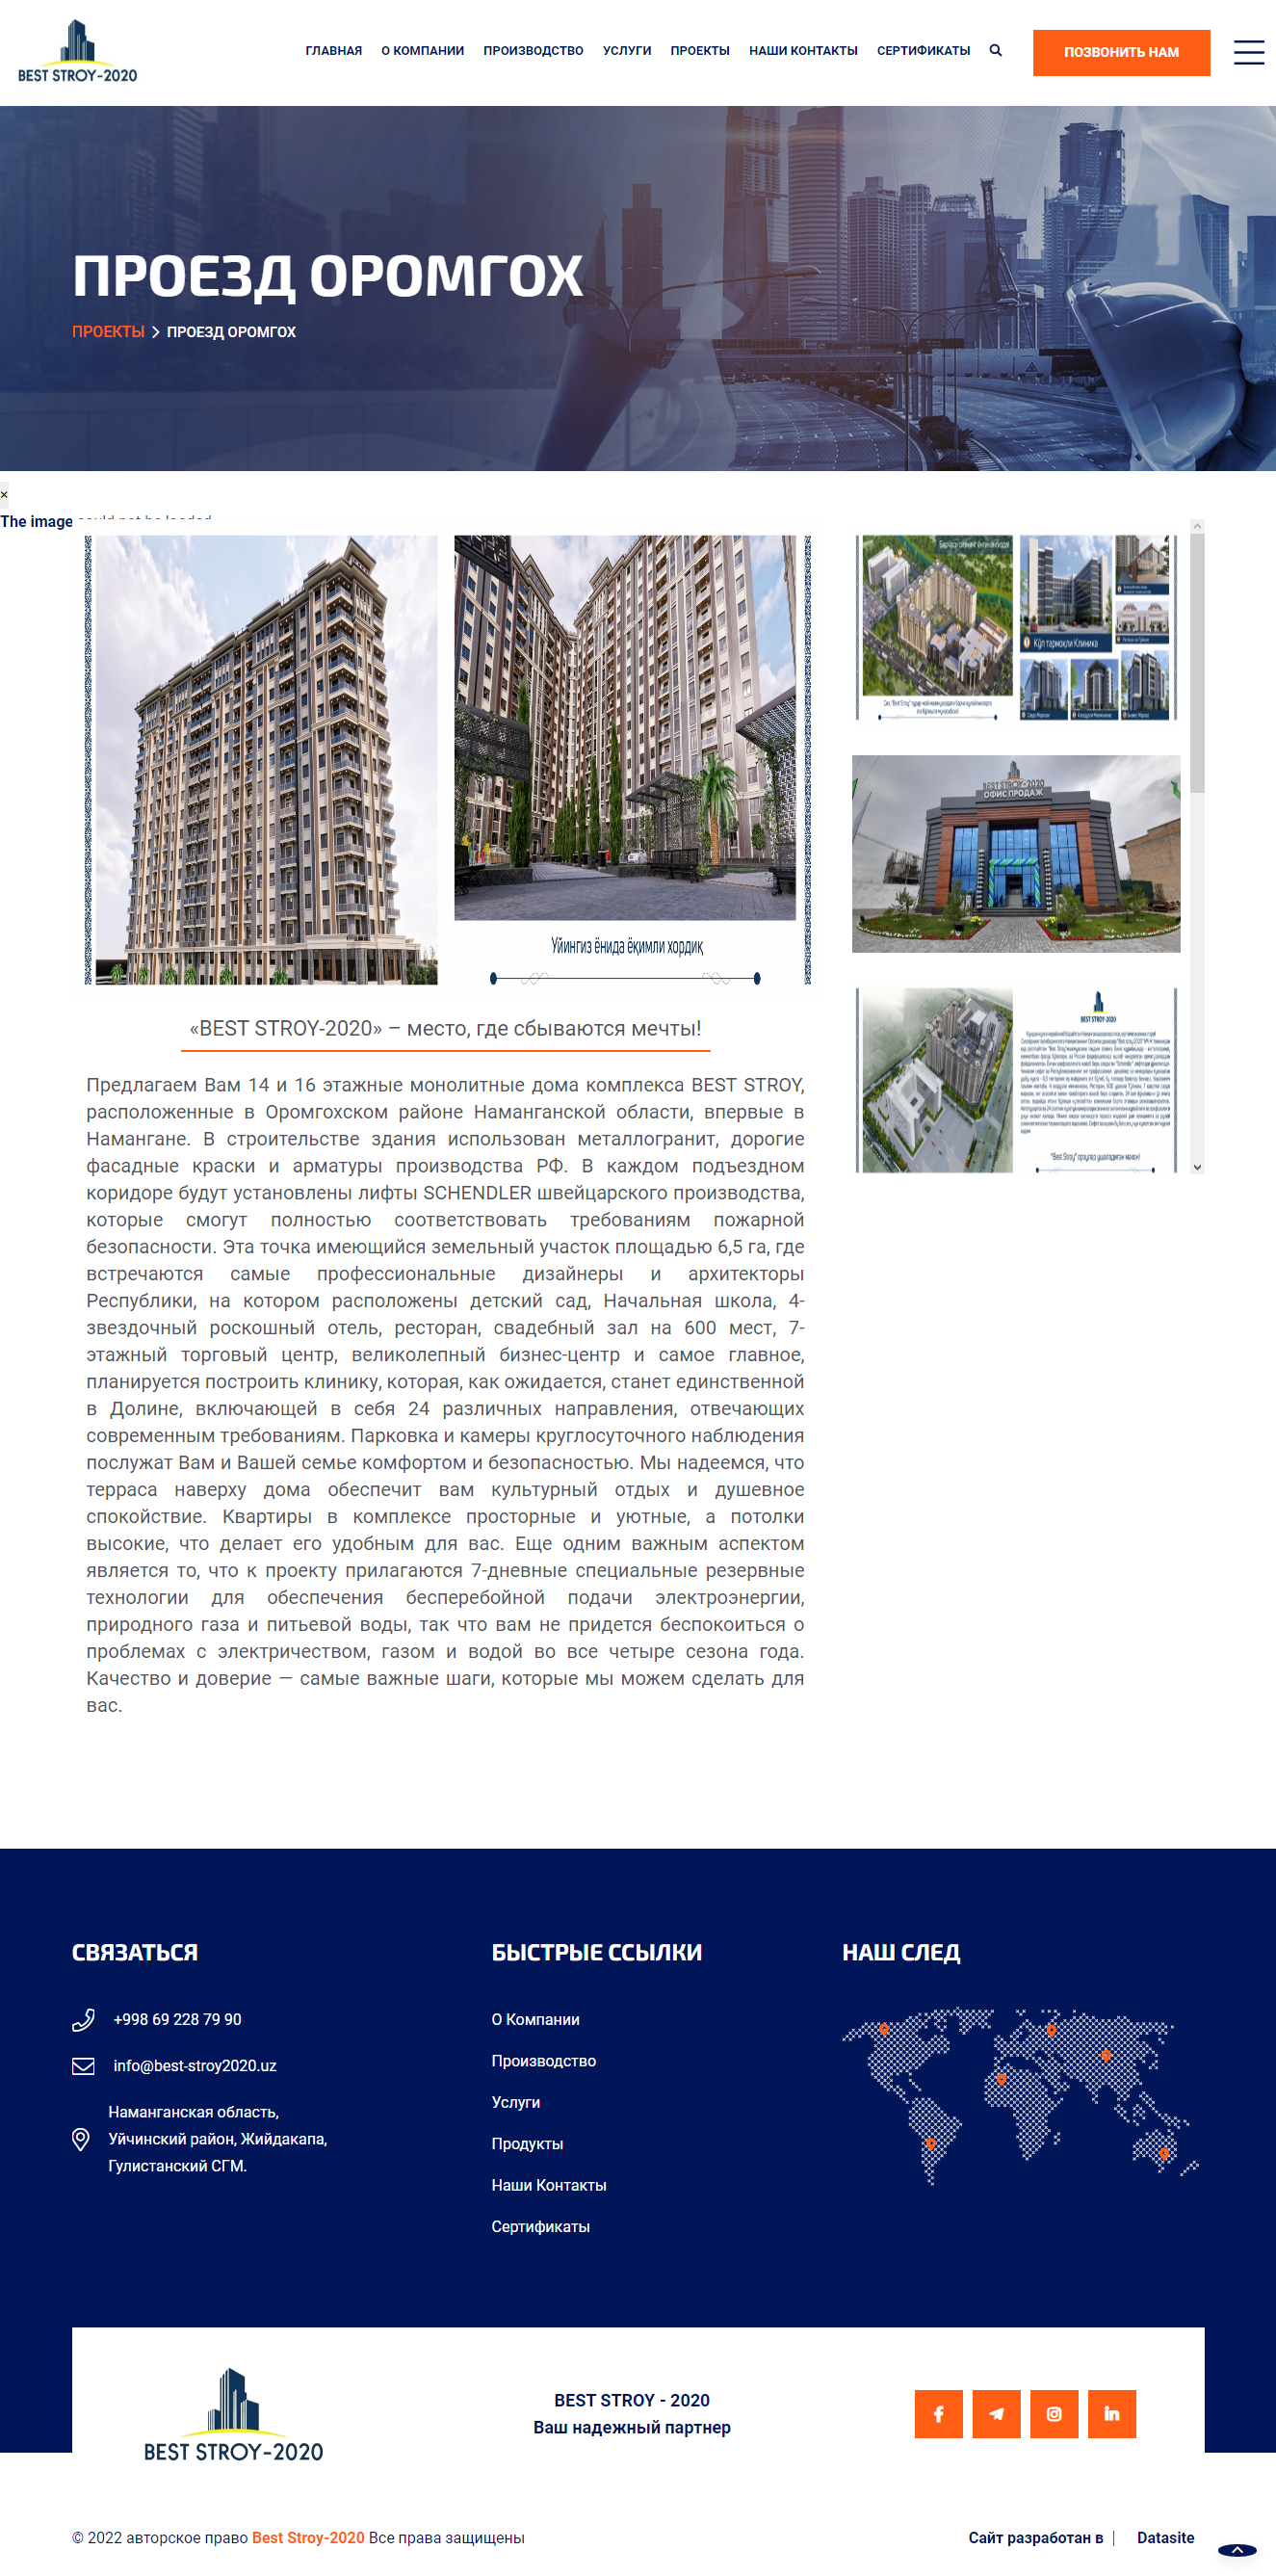 BEST STROY-2020
ГЛАВНАЯ О КОМПАНИИ ПРОИЗВОДСТВО УСЛУГИ ПРОЕКТЫ НАШИ КОНТАКТЫ СЕРТИФИКАТЫ
ПОЗВОНИТЬ НАМ
ПРОЕЗД ОРОМГОХ
ПРОЕКТЫ > ПРОЕЗД ОРОМГОХ
×
The image could not be loaded.
Уйингиз ёнида ёқимли хордиқ
Кўп тармоқли Клиника
BEST STROY-2020
ОФИС ПРОДАЖ
BEST STROY-2020
"Best Stroy" орзулар ушаладиган макон!
«BEST STROY-2020» – место, где сбываются мечты!
Предлагаем Вам 14 и 16 этажные монолитные дома комплекса BEST STROY,
расположенные в Оромгохском районе Наманганской области, впервые в
Намангане. В строительстве здания использован металлогранит, дорогие
фасадные краски и арматуры производства РФ. В каждом подъездном
коридоре будут установлены лифты SCHENDLER швейцарского производства,
которые смогут полностью соответствовать требованиям пожарной
безопасности. Эта точка имеющийся земельный участок площадью 6,5 га, где
встречаются самые профессиональные дизайнеры и архитекторы
Республики, на котором расположены детский сад, Начальная школа, 4-
звездочный роскошный отель, ресторан, свадебный зал на 600 мест, 7-
этажный торговый центр, великолепный бизнес-центр и самое главное,
планируется построить клинику, которая, как ожидается, станет единственной
в Долине, включающей в себя 24 различных направления, отвечающих
современным требованиям. Парковка и камеры круглосуточного наблюдения
послужат Вам и Вашей семье комфортом и безопасностью. Мы надеемся, что
терраса наверху дома обеспечит вам культурный отдых и душевное
спокойствие. Квартиры в комплексе просторные и уютные, а потолки
высокие, что делает его удобным для вас. Еще одним важным аспектом
является то, что к проекту прилагаются 7-дневные специальные резервные
технологии для обеспечения бесперебойной подачи электроэнергии,
природного газа и питьевой воды, так что вам не придется беспокоиться о
проблемах с электричеством, газом и водой во все четыре сезона года.
Качество и доверие — самые важные шаги, которые мы можем сделать для
вас.
СВЯЗАТЬСЯ
+998 69 228 79 90
info@best-stroy2020.uz
Наманганская область,
Уйчинский район, Жийдакапа,
Гулистанский СГМ.
БЫСТРЫЕ ССЫЛКИ
О Компании
Производство
Услуги
Продукты
Наши Контакты
Сертификаты
НАШ СЛЕД
BEST STROY-2020
BEST STROY - 2020
Ваш надежный партнер
© 2022 авторское право Best Stroy-2020 Все права защищены
Сайт разработан в | Datasite